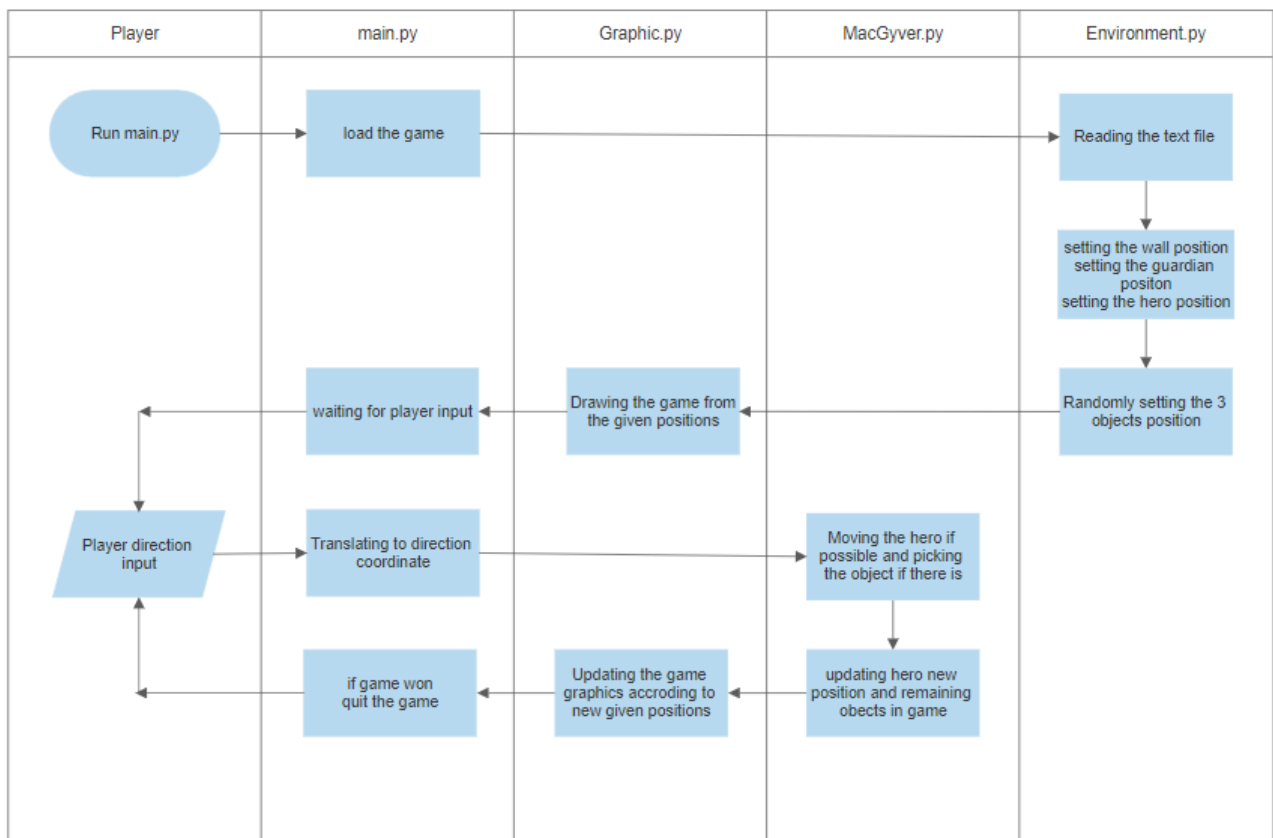 Player
main.py
Graphic.py
MacGyver.py
Environment.py
Run main.py
load the game
Reading the text file
setting the wall position
setting the guardian
positon
setting the hero position
waiting for player input
Drawing the game from
the given positions
Randomly setting the 3
objects position
Player direction
input
Translating to direction
coordinate
Moving the hero if
possible and picking
the object if there is
if game won
quit the game
Updating the game
graphics accroding to
new given positions
updating hero new
position and remaining
obects in game